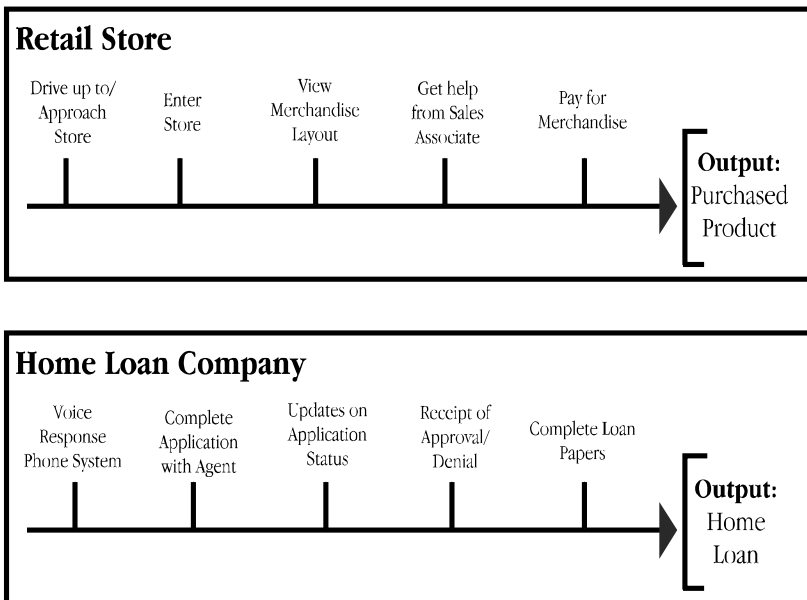 Retail Store
Drive up to/
Approach
Store
Enter
Store
View
Merchandise
Layout
Get help
from Sales
Associate
Pay for
Merchandise
Output:
Purchased
Product
Home Loan Company
Voice
Response
Phone System
Complete
Application
with Agent
Updates on
Application
Status
Receipt of
Approval/
Denial
Complete Loan
Papers
Output:
Home
Loan